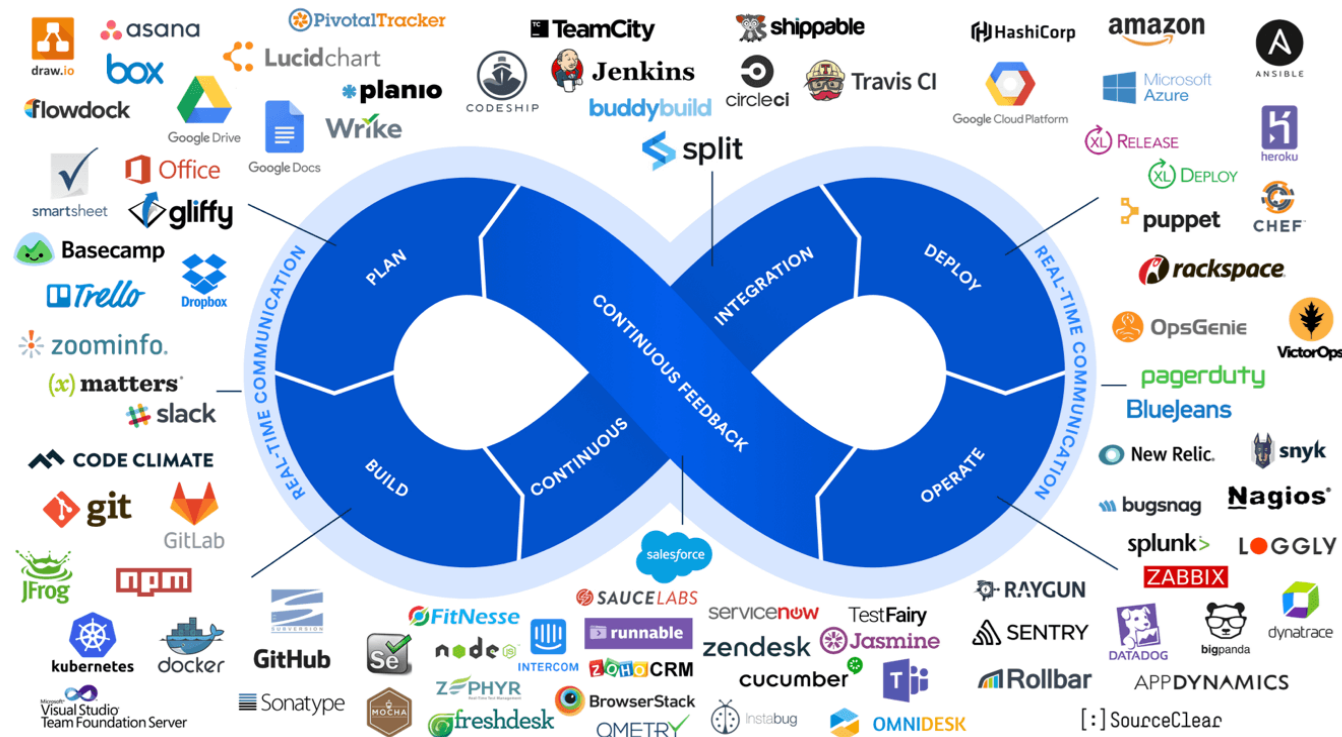 draw.io
asana
PivotalTracker
box
Lucidchart
flowdock
Google Drive
planio
Google Docs
Wrike
smartsheet
Office
gliffy
Basecamp
Trello
Dropbox
TC
TeamCity
shippable
CODESHIP
Jenkins
buddybuild
circleci
Travis CI
split
HashiCorp
amazon
ANSIBLE
Google Cloud Platform
Microsoft
Azure
XL RELEASE
heroku
XL DEPLOY
puppet
CHEF
rackspace
PLAN
CONTINUOUS FEEDBACK
INTEGRATION
DEPLOY
BUILD
CONTINUOUS
OPERATE
REAL-TIME COMMUNICATION
REAL-TIME COMMUNICATION
zoominfo.
(x) matters
slack
OpsGenie
VictorOps
pagerduty
BlueJeans
CODE CLIMATE
git
GitLab
JFrog
npm
kubernetes
docker
SUBVERSION
GitHub
Microsoft
Visual Studio
Team Foundation Server
Sonatype
salesforce
FitNesse
SAUCELABS
servicenow
TestFairy
Se
node
JS
INTERCOM
runnable
zendesk
Jasmine
ZOHO CRM
cucumber
T
ZEPHYR
MOCHA
freshdesk
BrowserStack
QMETRY
Instabug
OMNIDESK
New Relic.
snyk
bugsnag
Nagios®
splunk>
LOGGLY
ZABBIX
RAYGUN
SENTRY
DATADOG
bigpanda
dynatrace
Rollbar
APPDYNAMICS
[:] SourceClear